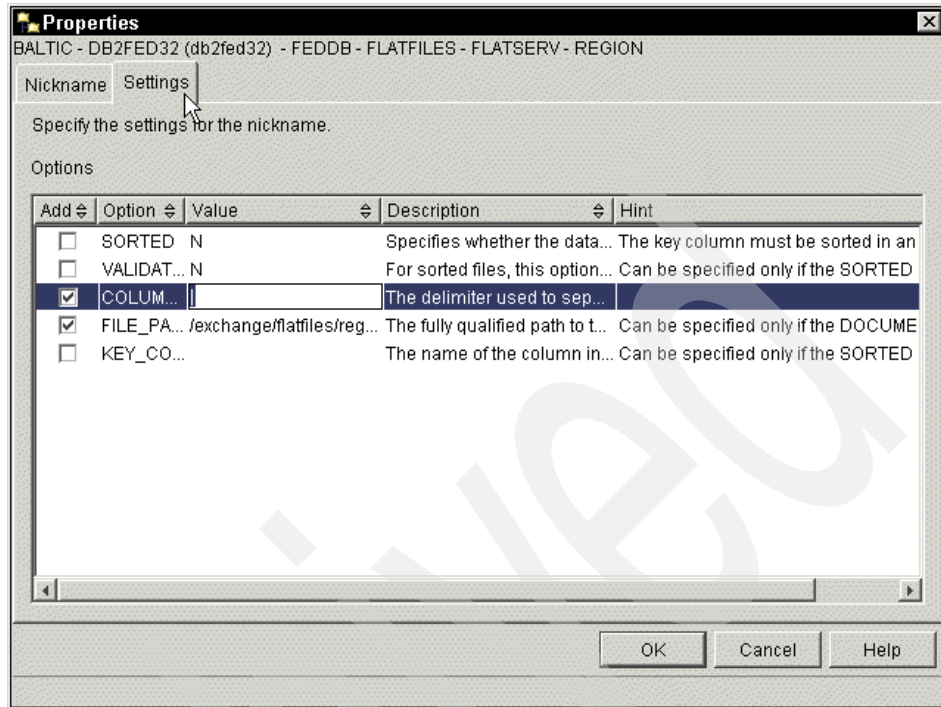 Properties
BALTIC - DB2FED32 (db2fed32) - FEDDB - FLATFILES - FLATSERV - REGION
Nickname Settings
Specify the settings for the nickname.
Options
Add Option Value Description Hint
SORTED N Specifies whether the data... The key column must be sorted in an
VALIDAT... N For sorted files, this option... Can be specified only if the SORTED
COLUM... | The delimiter used to sep...
FILE_PA... /exchange/flatfiles/reg... The fully qualified path to t... Can be specified only if the DOCUME
KEY_CO... The name of the column in... Can be specified only if the SORTED
OK Cancel Help